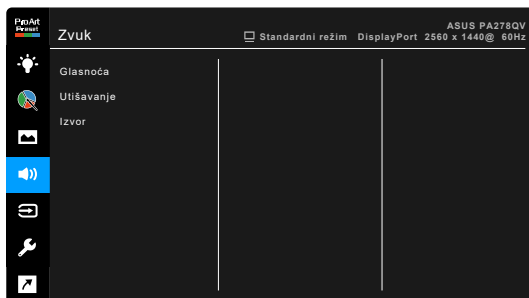 ProArt
Preset
Zvuk
ASUS PA278QV
Standardni režim DisplayPort 2560 x 1440@ 60Hz
Glasnoća
Utišavanje
Izvor